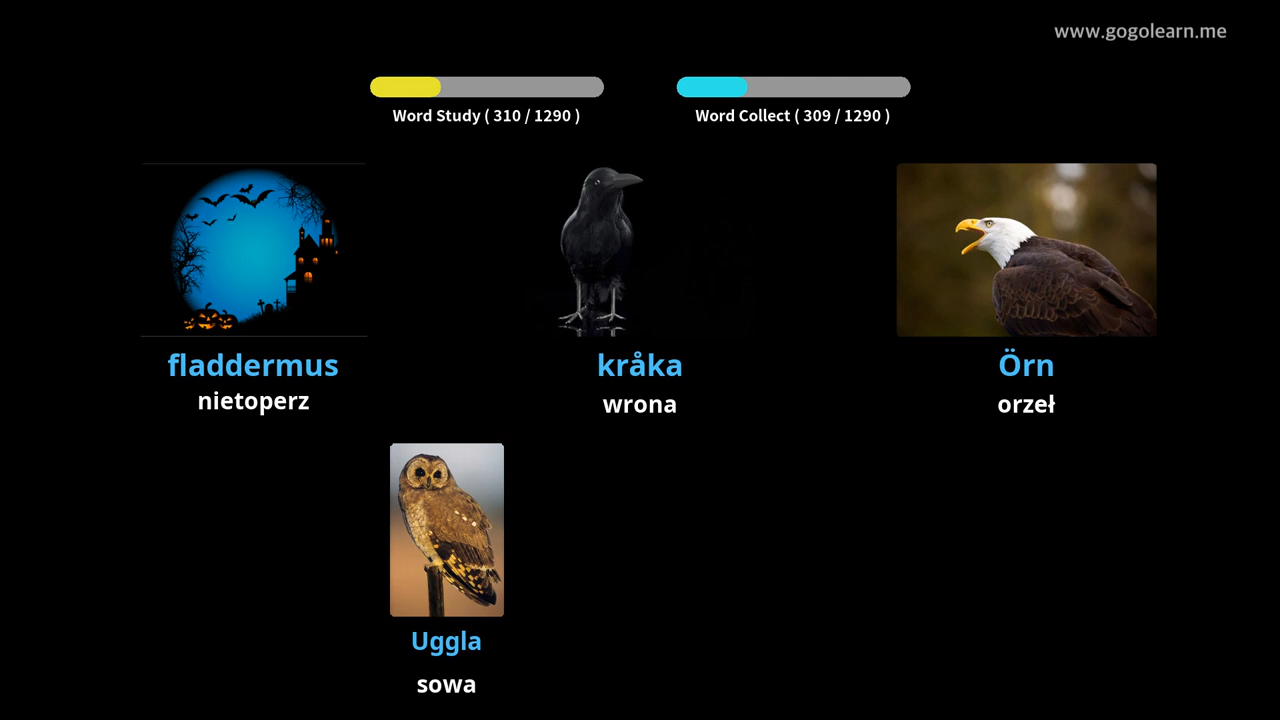 www.gogolearn.me
Word Study ( 310 / 1290 )
Word Collect ( 309 / 1290 )
fladdermus
nietoperz
kråka
wrona
Örn
orzeł
Uggla
sowa